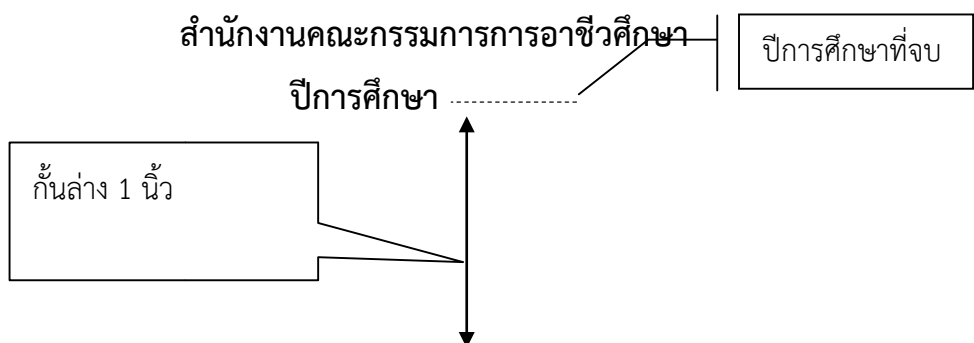 สำนักงานคณะกรรมการการอาชีวศึกษา
ปีการศึกษาที่จบ
ปีการศึกษา
กั้นล่าง 1 นิ้ว